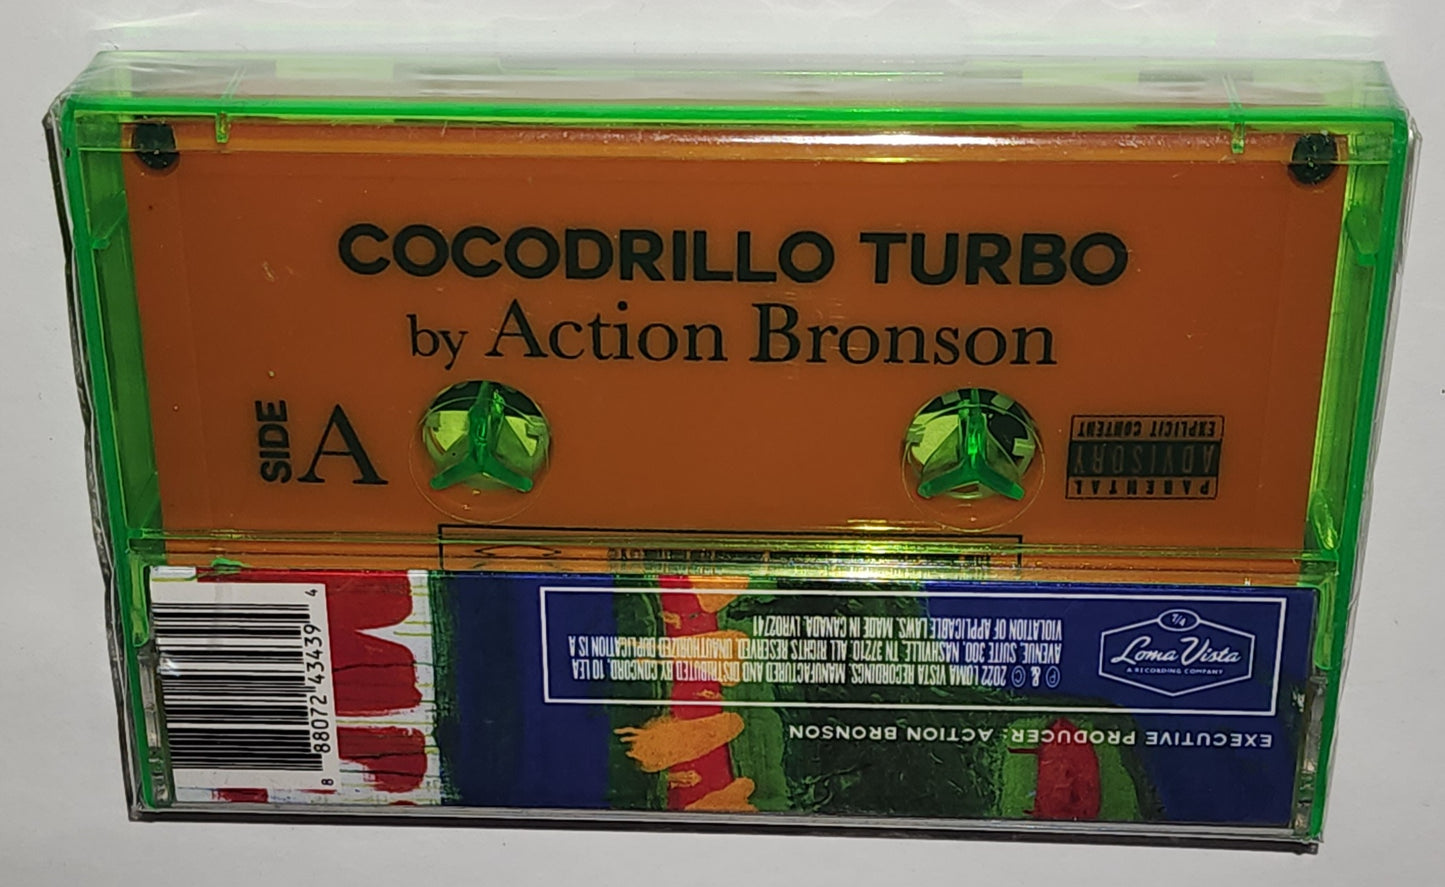 COCODRILLO TURBO
by Action Bronson
SIDE
A
PARENTAL
ADVISORY
EXPLICIT CONTENT
EXECUTIVE PRODUCER: ACTION BRONSON
Ⓟ & © 2022 LOMA VISTA RECORDINGS. MANUFACTURED AND DISTRIBUTED BY CONCORD, 10 LEA
AVENUE, SUITE 300, NASHVILLE, TN 37210. ALL RIGHTS RESERVED. UNAUTHORIZED DUPLICATION IS A
VIOLATION OF APPLICABLE LAWS. MADE IN CANADA. LVR02741
Loma Vista
A RECORDING COMPANY
8 88072 43439 4